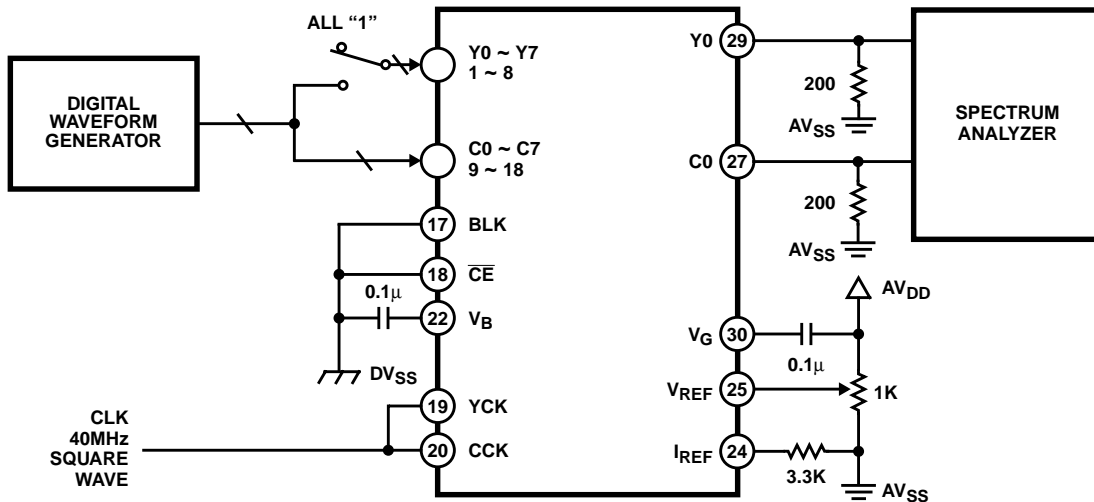 ALL “1”
DIGITAL
WAVEFORM
GENERATOR
Y0 ~ Y7
1 ~ 8
C0 ~ C7
9 ~ 18
17 BLK
18 CE
0.1μ
22 VB
DVSS
19 YCK
20 CCK
CLK
40MHz
SQUARE
WAVE
Y0 29
200
AVSS
C0 27
200
AVSS
SPECTRUM
ANALYZER
AVDD
VG 30
0.1μ
VREF 25
1K
IREF 24
3.3K
AVSS